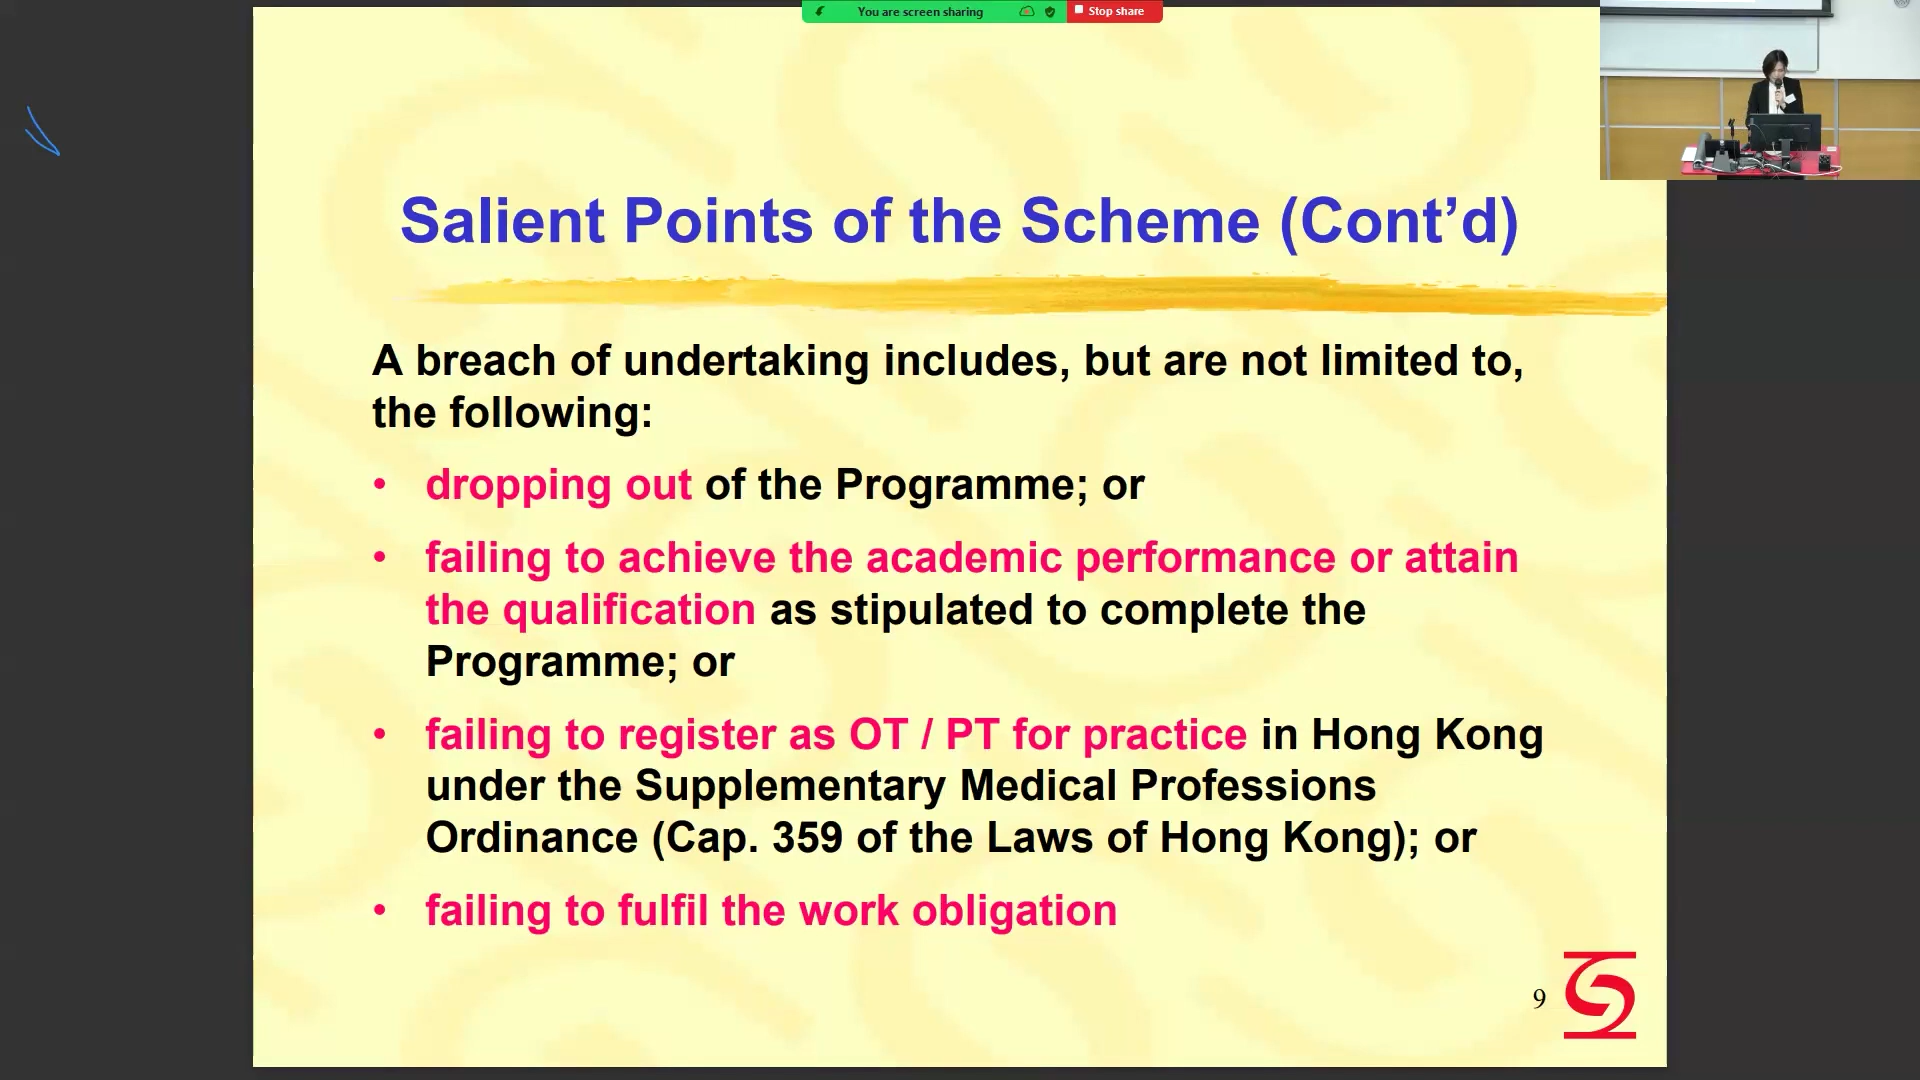 You are screen sharing
Stop share
Salient Points of the Scheme (Cont’d)
A breach of undertaking includes, but are not limited to,
the following:
• dropping out of the Programme; or
• failing to achieve the academic performance or attain
the qualification as stipulated to complete the
Programme; or
• failing to register as OT / PT for practice in Hong Kong
under the Supplementary Medical Professions
Ordinance (Cap. 359 of the Laws of Hong Kong); or
• failing to fulfil the work obligation
9